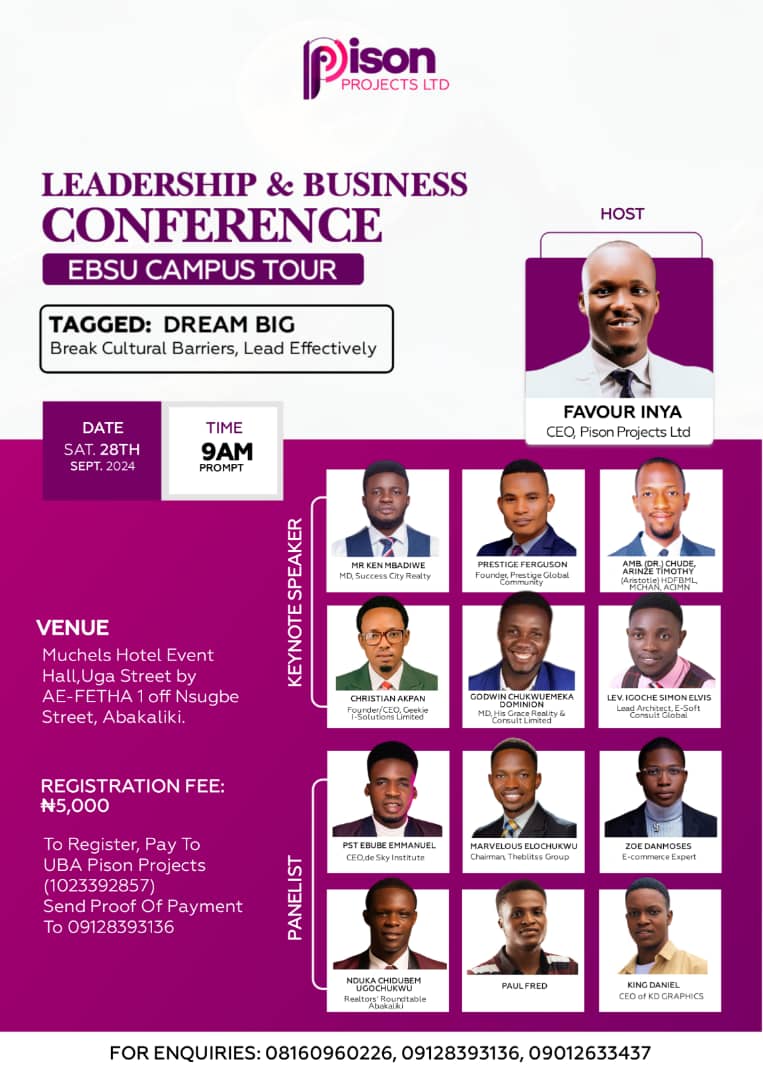 Pison
PROJECTS LTD
LEADERSHIP & BUSINESS
CONFERENCE
EBSU CAMPUS TOUR
TAGGED: DREAM BIG
Break Cultural Barriers, Lead Effectively
HOST
FAVOUR INYA
CEO, Pison Projects Ltd
DATE
SAT. 28TH
SEPT. 2024
TIME
9AM
PROMPT
VENUE
Muchels Hotel Event
Hall,Uga Street by
AE-FETHA 1 off Nsugbe
Street, Abakaliki.
REGISTRATION FEE:
₦5,000
To Register, Pay To
UBA Pison Projects
(1023392857)
Send Proof Of Payment
To 09128393136
KEYNOTE SPEAKER
MR KEN MBADIWE
MD, Success City Realty
PRESTIGE FERGUSON
Founder, Prestige Global
Community
AMB. (DR.) CHUDE,
ARINZE TIMOTHY
(Aristotle) HDFBML,
MCHAN, ACIMN
CHRISTIAN AKPAN
Founder/CEO, Geekie
I-Solutions Limited
GODWIN CHUKWUEMEKA
DOMINION
MD, His Grace Reality &
Consult Limited
LEV. IGOCHE SIMON ELVIS
Lead Architect, E-Soft
Consult Global
PANELIST
PST EBUBE EMMANUEL
CEO,de Sky Institute
MARVELOUS ELOCHUKWU
Chairman, Theblitss Group
ZOE DANMOSES
E-commerce Expert
NDUKA CHIDUBEM
UGOCHUKWU
Realtors' Roundtable
Abakaliki
PAUL FRED
KING DANIEL
CEO of KD GRAPHICS
FOR ENQUIRIES: 08160960226, 09128393136, 09012633437